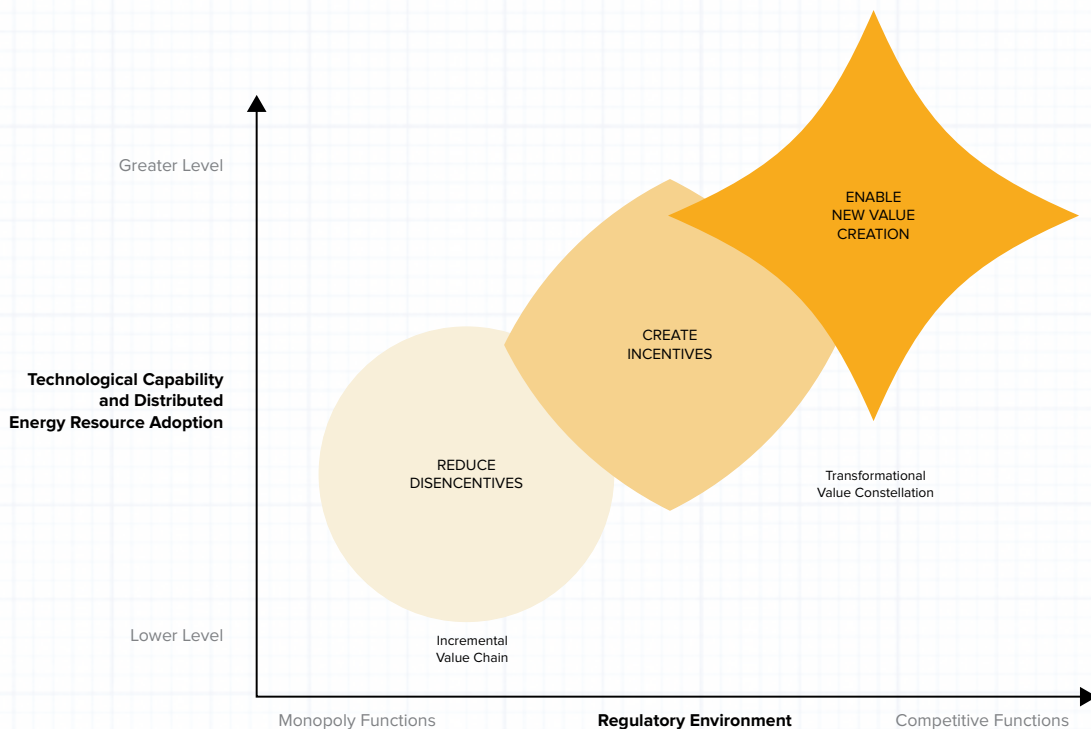 Greater Level
ENABLE
NEW VALUE
CREATION
CREATE
INCENTIVES
Technological Capability
and Distributed
Energy Resource Adoption
REDUCE
DISENCENTIVES
Transformational
Value Constellation
Lower Level
Incremental
Value Chain
Monopoly Functions
Regulatory Environment
Competitive Functions